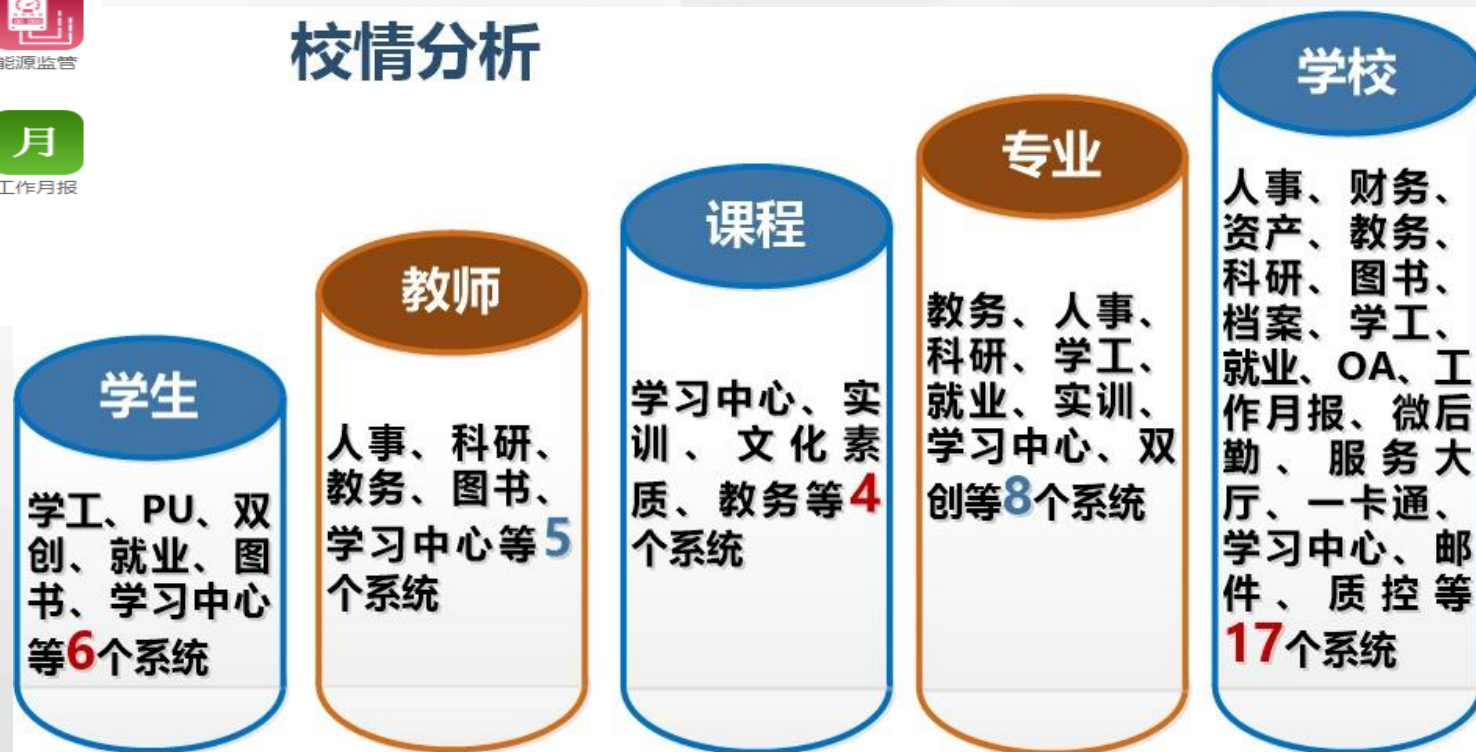 能源监管
月
工作月报
校情分析
学生
学工、PU、双
创、就业、图
书、学习中心
等6个系统
教师
人事、科研、
教务、图书、
学习中心等5
个系统
课程
学习中心、实
训、文化素
质、教务等4
个系统
专业
教务、人事、
科研、学工、
就业、实训、
学习中心、双
创等8个系统
学校
人事、财务、
资产、教务、
科研、图书、
档案、学工、
就业、OA、工
作月报、微后
勤、服务大
厅、一卡通、
学习中心、邮
件、质控等
17个系统